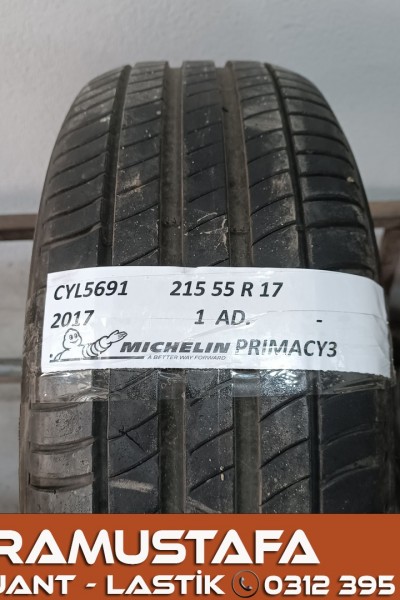 CYL5691 215 55 R 17
2017 1 AD. -
MICHELIN PRIMACY3
A BETTER WAY FORWARD
RAMUSTAFA
JANT - LASTİK 0312 395